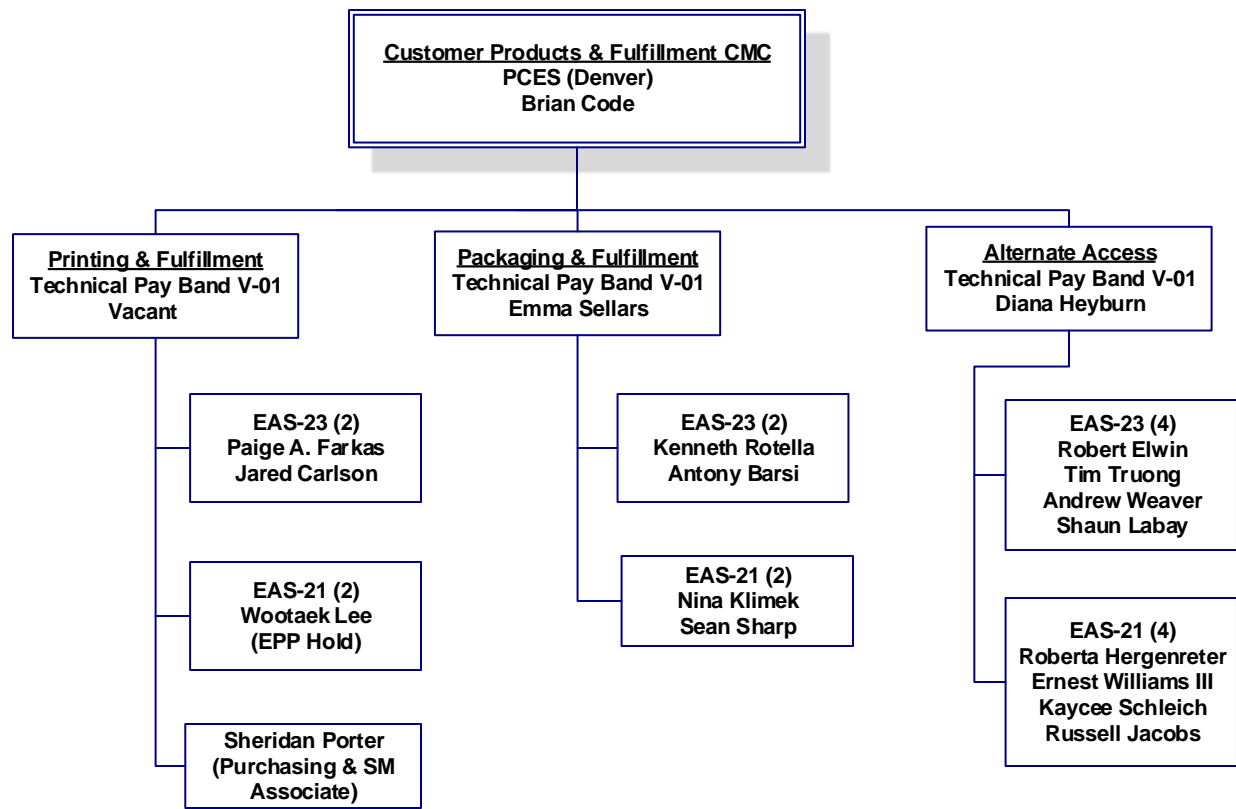 Customer Products & Fulfillment CMC
PCES (Denver)
Brian Code
Printing & Fulfillment
Technical Pay Band V-01
Vacant
EAS-23 (2)
Paige A. Farkas
Jared Carlson
EAS-21 (2)
Wootaek Lee
(EPP Hold)
Sheridan Porter
(Purchasing & SM
Associate)
Packaging & Fulfillment
Technical Pay Band V-01
Emma Sellars
EAS-23 (2)
Kenneth Rotella
Antony Barsi
EAS-21 (2)
Nina Klimek
Sean Sharp
Alternate Access
Technical Pay Band V-01
Diana Heyburn
EAS-23 (4)
Robert Elwin
Tim Truong
Andrew Weaver
Shaun Labay
EAS-21 (4)
Roberta Hergenreter
Ernest Williams III
Kaycee Schleich
Russell Jacobs